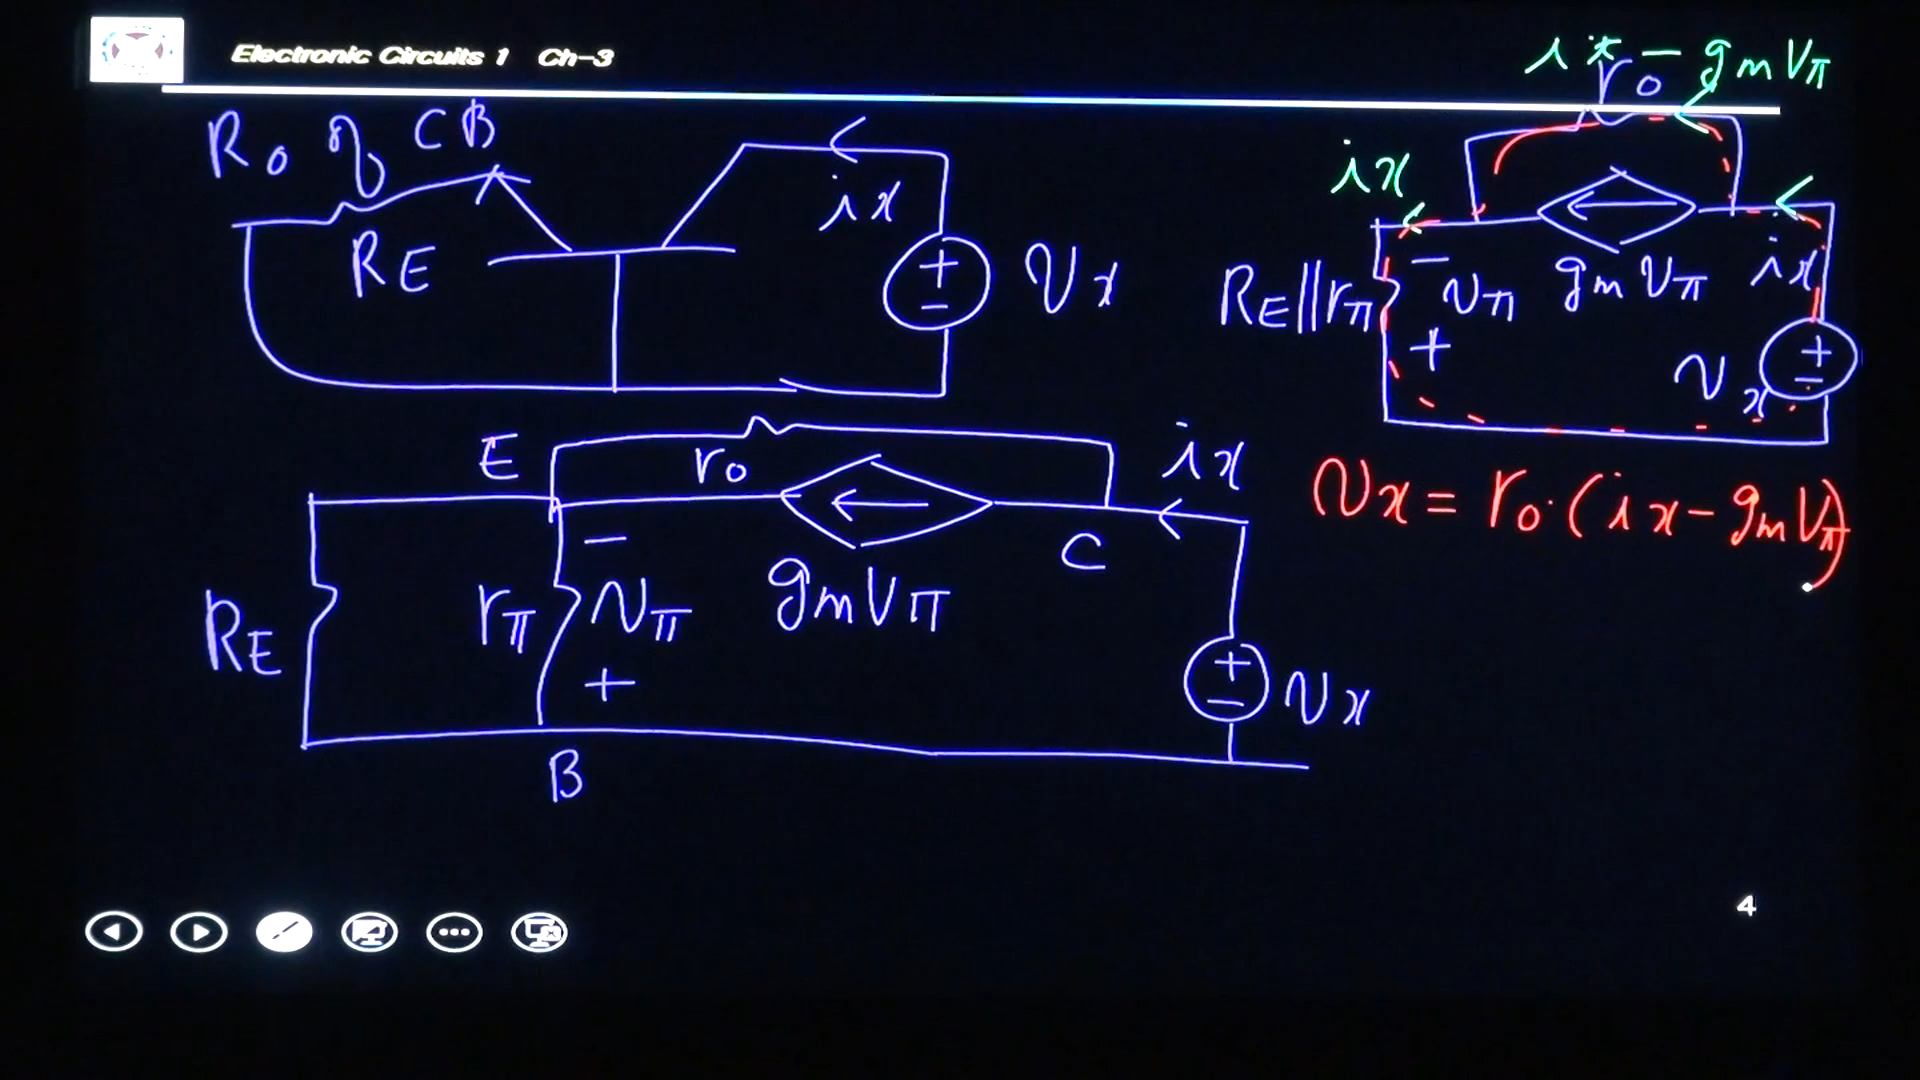 Electronic Circuits 1 Ch-3
ix - gmVπ
ro
Ro of CB
ix
RE
ix
Vx
RE||rπ
-
vπ
+
gmVπ
ix
+
-
vx
E
ro
ix
C
vx = ro·(ix-gmVπ)
RE
rπ
-
vπ
+
gmVπ
+
-
vx
B
4